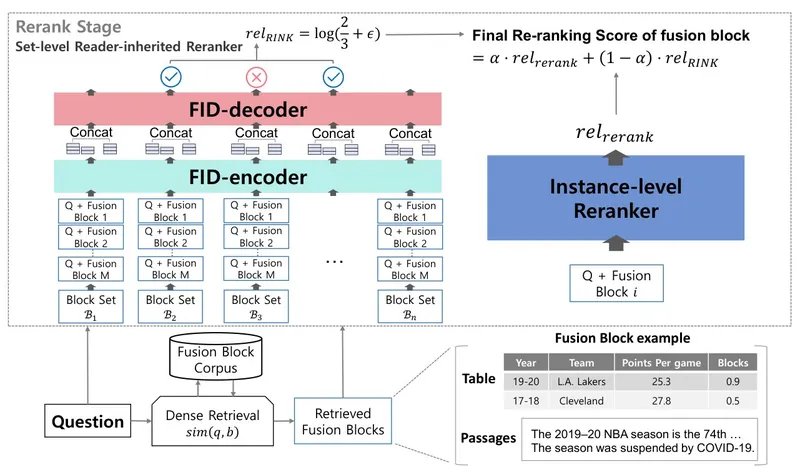 Rerank Stage
Set-level Reader-inherited Reranker
rel_RINK = log(2/3 + ϵ)
Final Re-ranking Score of fusion block
= α · rel_rerank + (1 − α) · rel_RINK
FID-decoder
Concat Concat Concat Concat Concat
FID-encoder
rel_rerank
Instance-level
Reranker
Q + Fusion
Block i
Q + Fusion
Block 1
Q + Fusion
Block 2
Q + Fusion
Block M
Block Set
ℬ1
Q + Fusion
Block 1
Q + Fusion
Block 2
Q + Fusion
Block M
Block Set
ℬ2
Q + Fusion
Block 1
Q + Fusion
Block 2
Q + Fusion
Block M
Block Set
ℬ3
...
Q + Fusion
Block 1
Q + Fusion
Block 2
Q + Fusion
Block M
Block Set
ℬn
Fusion Block
Corpus
Question
Dense Retrieval
sim(q, b)
Retrieved
Fusion Blocks
Fusion Block example
Table
Year Team Points Per game Blocks
19-20 L.A. Lakers 25.3 0.9
17-18 Cleveland 27.8 0.5
Passages
The 2019–20 NBA season is the 74th ...
The season was suspended by COVID-19.